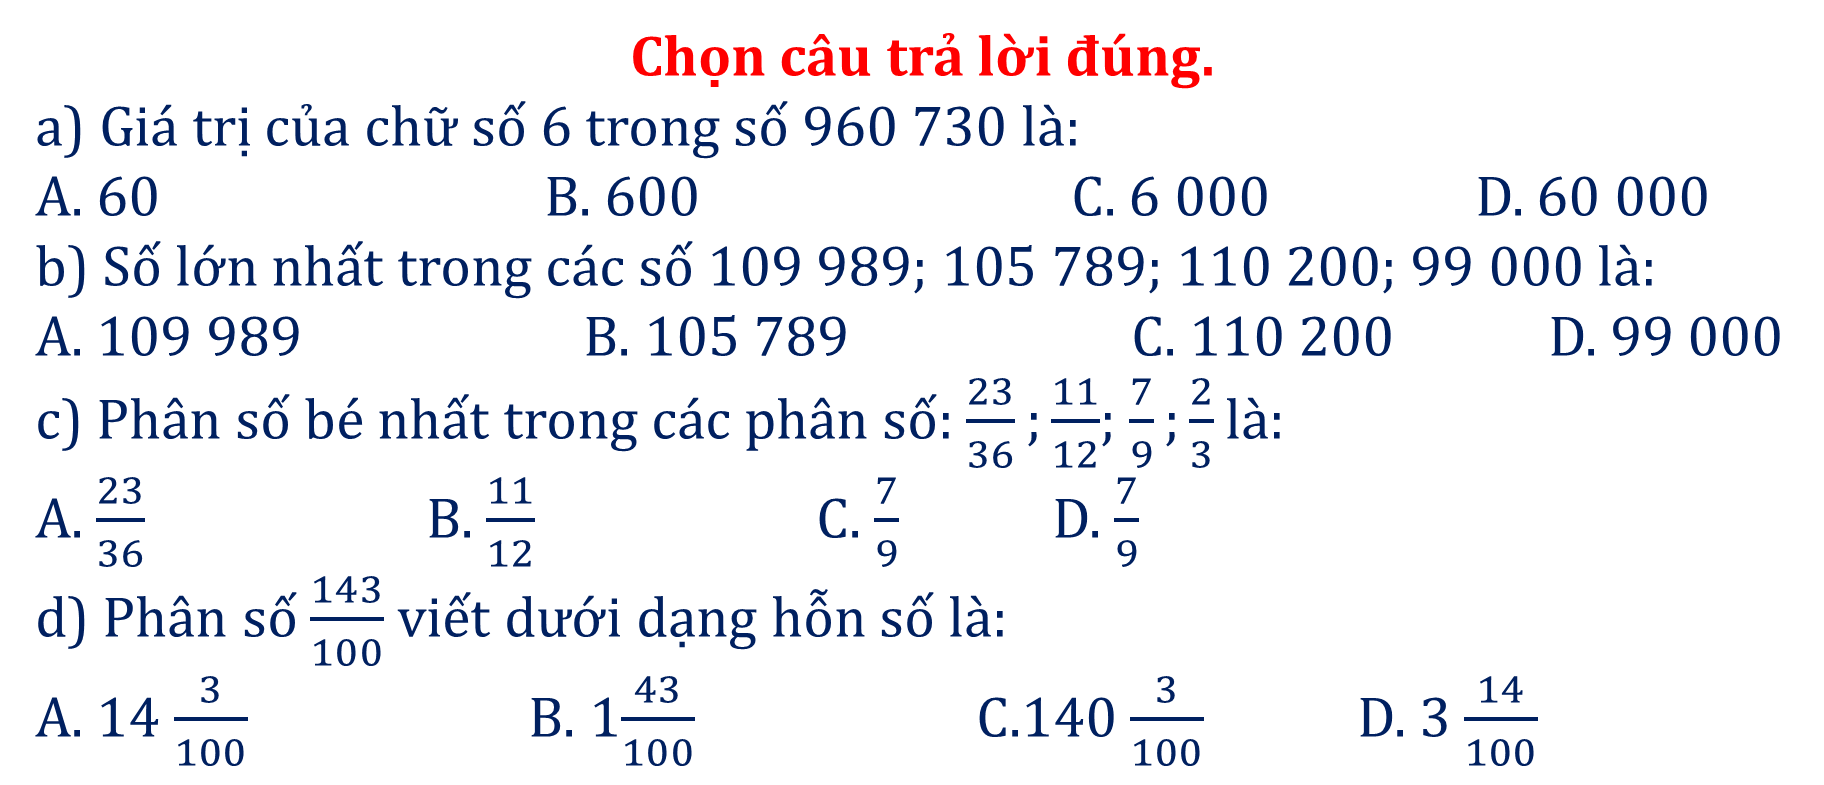 Chọn câu trả lời đúng.
a) Giá trị của chữ số 6 trong số 960 730 là:
A. 60 B. 600 C. 6 000 D. 60 000
b) Số lớn nhất trong các số 109 989; 105 789; 110 200; 99 000 là:
A. 109 989 B. 105 789 C. 110 200 D. 99 000
c) Phân số bé nhất trong các phân số: 23/36 ; 11/12; 7/9 ; 2/3 là:
A. 23/36 B. 11/12 C. 7/9 D. 7/9
d) Phân số 143/100 viết dưới dạng hỗn số là:
A. 14 3/100 B. 1 43/100 C.140 3/100 D. 3 14/100